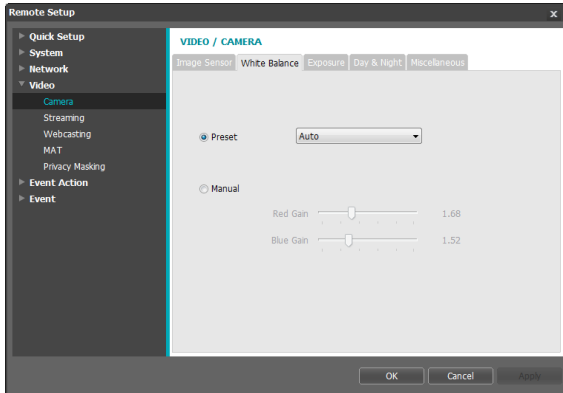 Remote Setup x
Quick Setup
System
Network
Video
Camera
Streaming
Webcasting
MAT
Privacy Masking
Event Action
Event
VIDEO / CAMERA
Image Sensor White Balance Exposure Day & Night Miscellaneous
Preset Auto
Manual
Red Gain 1.68
Blue Gain 1.52
OK Cancel Apply